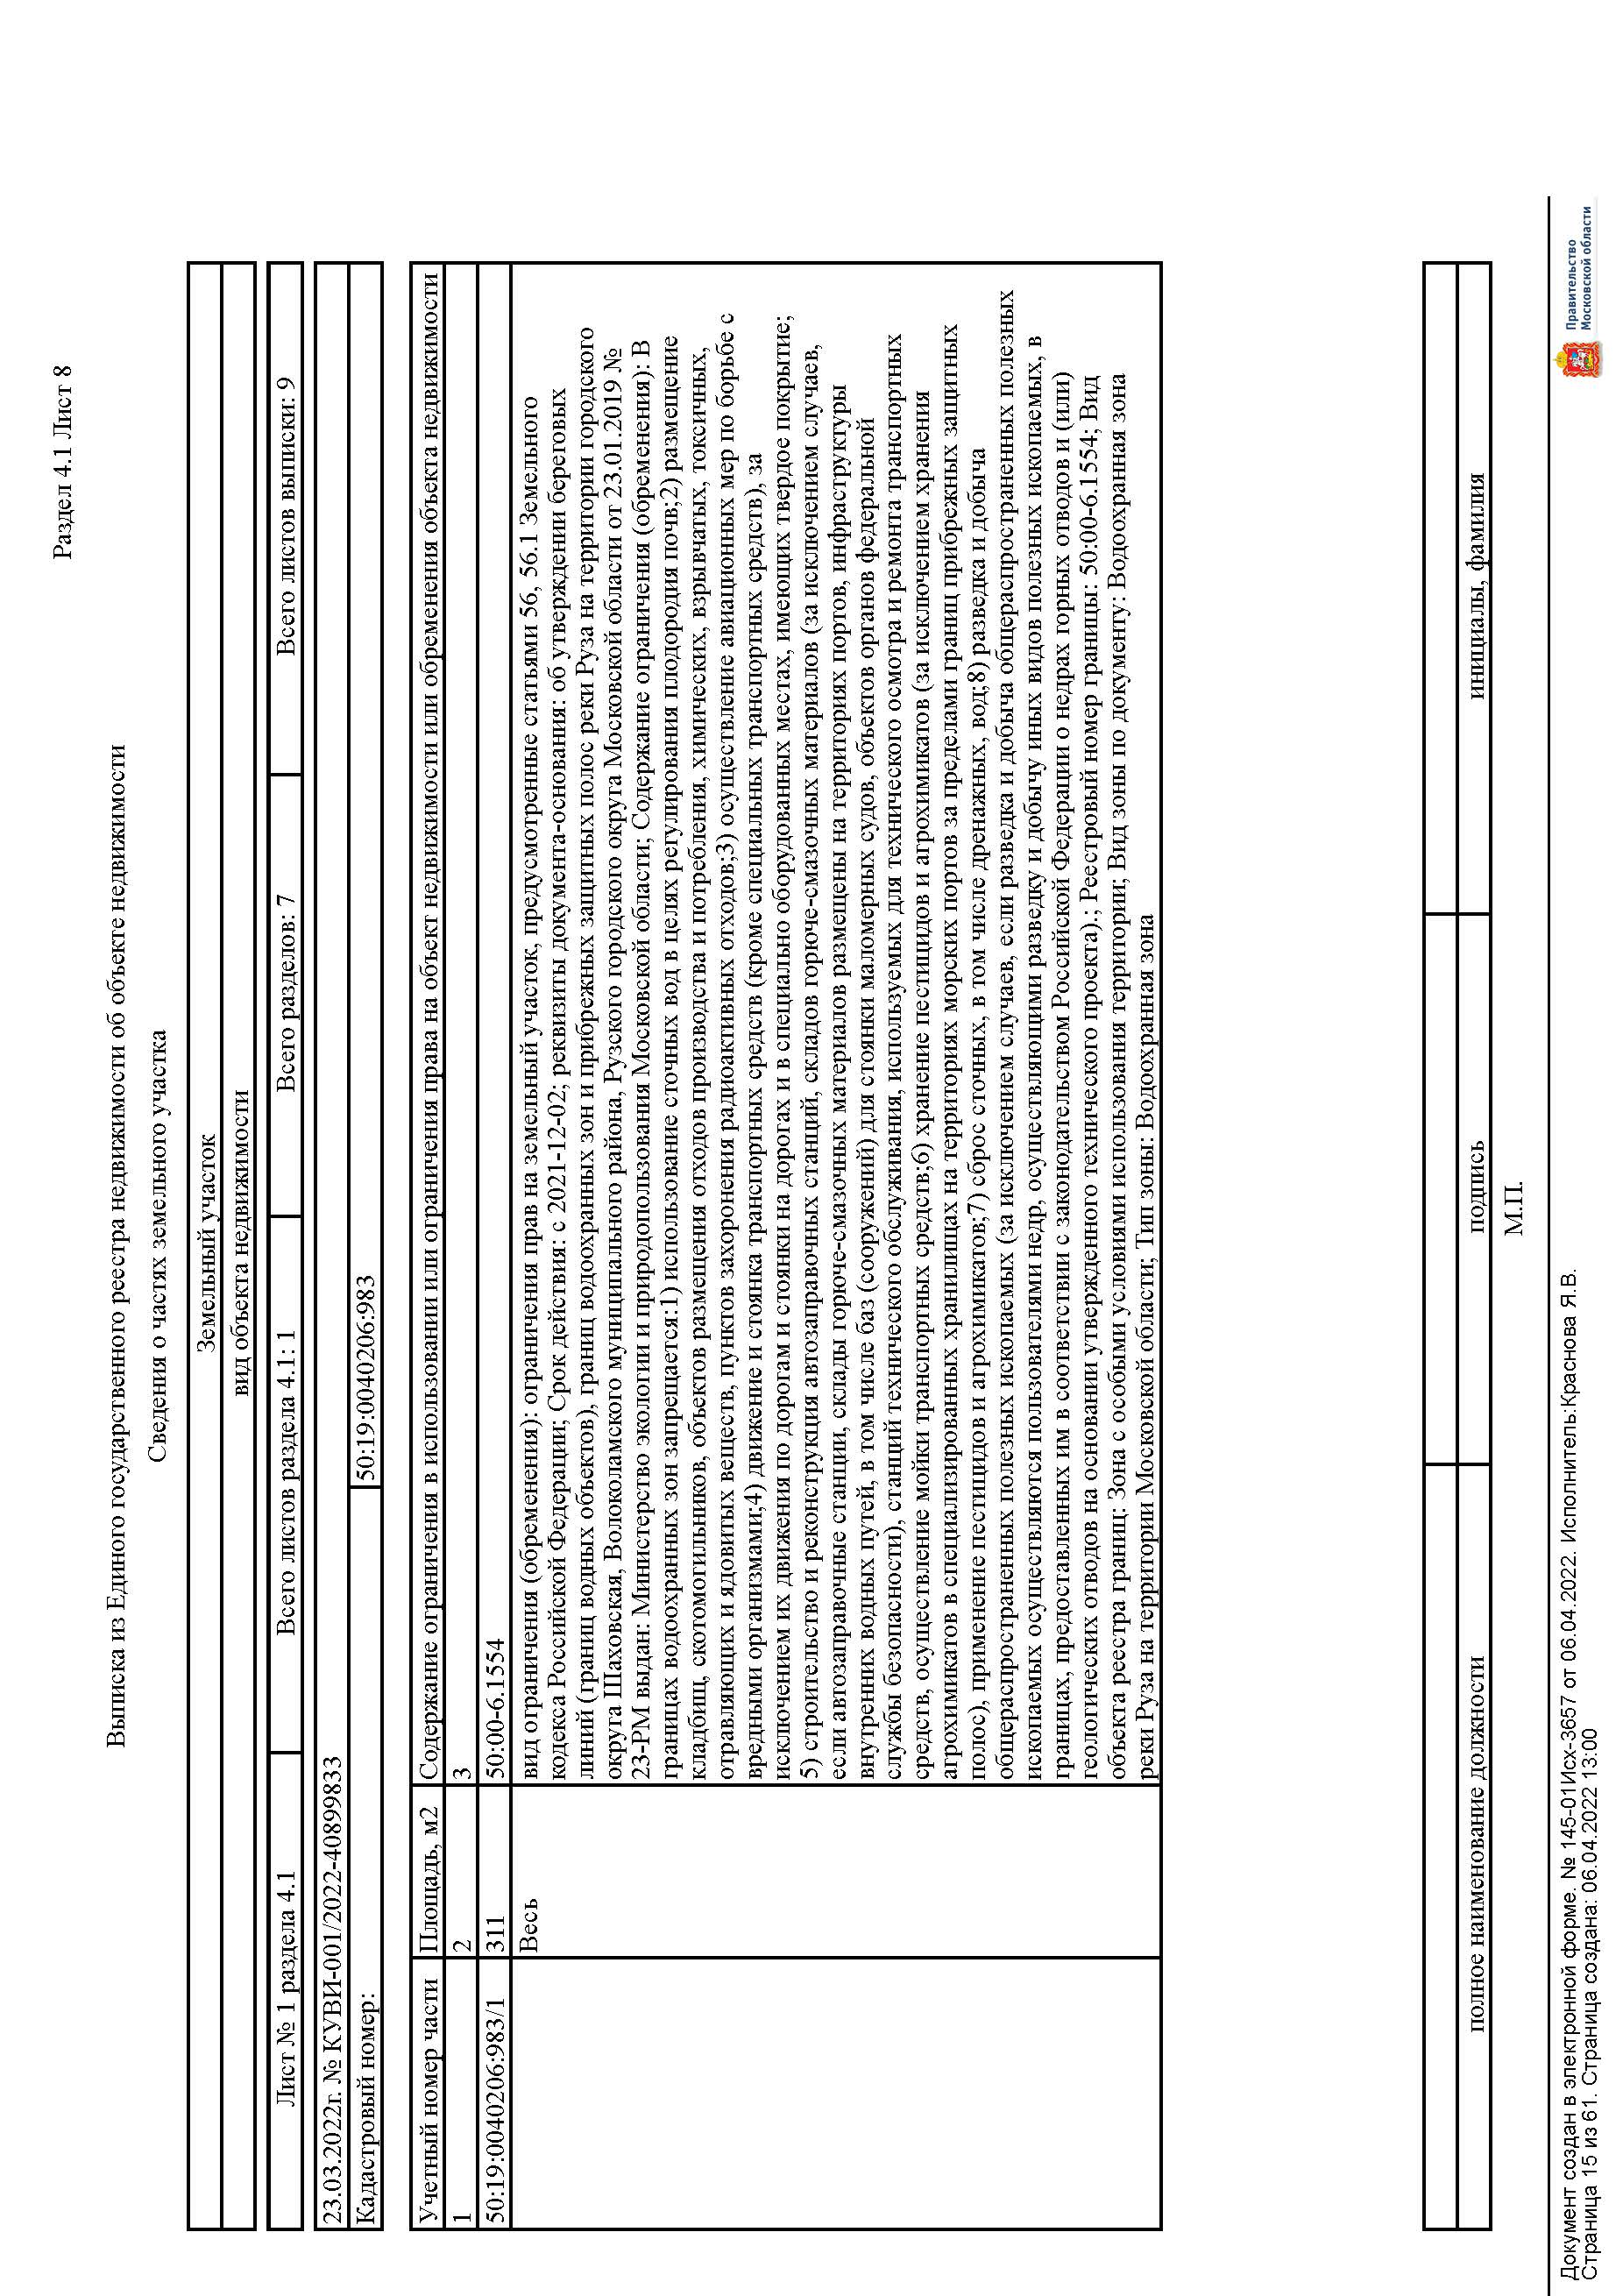 Раздел 4.1 Лист 8
Выписка из Единого государственного реестра недвижимости об объекте недвижимости
Сведения о частях земельного участка
Земельный участок
вид объекта недвижимости
Лист № 1 раздела 4.1
Всего листов раздела 4.1: 1
Всего разделов: 7
Всего листов выписки: 9
23.03.2022г. № КУВИ-001/2022-40899833
Кадастровый номер:
50:19:0040206:983
Учетный номер части
Площадь, м2
Содержание ограничения в использовании или ограничения права на объект недвижимости или обременения объекта недвижимости
1
2
3
50:19:0040206:983/1
311
50:00-6.1554
Весь
вид ограничения (обременения): ограничения прав на земельный участок, предусмотренные статьями 56, 56.1 Земельного
кодекса Российской Федерации; Срок действия: с 2021-12-02; реквизиты документа-основания: об утверждении береговых
линий (границ водных объектов), границ водоохранных зон и прибрежных защитных полос реки Руза на территории городского
округа Шаховская, Волоколамского муниципального района, Рузского городского округа Московской области от 23.01.2019 №
23-РМ выдан: Министерство экологии и природопользования Московской области; Содержание ограничения (обременения): В
границах водоохранных зон запрещается:1) использование сточных вод в целях регулирования плодородия почв;2) размещение
кладбищ, скотомогильников, объектов размещения отходов производства и потребления, химических, взрывчатых, токсичных,
отравляющих и ядовитых веществ, пунктов захоронения радиоактивных отходов;3) осуществление авиационных мер по борьбе с
вредными организмами;4) движение и стоянка транспортных средств (кроме специальных транспортных средств), за
исключением их движения по дорогам и стоянки на дорогах и в специально оборудованных местах, имеющих твердое покрытие;
5) строительство и реконструкция автозаправочных станций, складов горюче-смазочных материалов (за исключением случаев,
если автозаправочные станции, склады горюче-смазочных материалов размещены на территориях портов, инфраструктуры
внутренних водных путей, в том числе баз (сооружений) для стоянки маломерных судов, объектов органов федеральной
службы безопасности), станций технического обслуживания, используемых для технического осмотра и ремонта транспортных
средств, осуществление мойки транспортных средств;6) хранение пестицидов и агрохимикатов (за исключением хранения
агрохимикатов в специализированных хранилищах на территориях морских портов за пределами границ прибрежных защитных
полос), применение пестицидов и агрохимикатов;7) сброс сточных, в том числе дренажных, вод;8) разведка и добыча
общераспространенных полезных ископаемых (за исключением случаев, если разведка и добыча общераспространенных полезных
ископаемых осуществляются пользователями недр, осуществляющими разведку и добычу иных видов полезных ископаемых, в
границах, предоставленных им в соответствии с законодательством Российской Федерации о недрах горных отводов и (или)
геологических отводов на основании утвержденного технического проекта).; Реестровый номер границы: 50:00-6.1554; Вид
объекта реестра границ: Зона с особыми условиями использования территории; Вид зоны по документу: Водоохранная зона
реки Руза на территории Московской области; Тип зоны: Водоохранная зона
полное наименование должности
подпись
инициалы, фамилия
М.П.
Документ создан в электронной форме. № 145-01Исх-3657 от 06.04.2022. Исполнитель:Краснова Я.В.
Страница 15 из 61. Страница создана: 06.04.2022 13:00
Правительство
Московской области